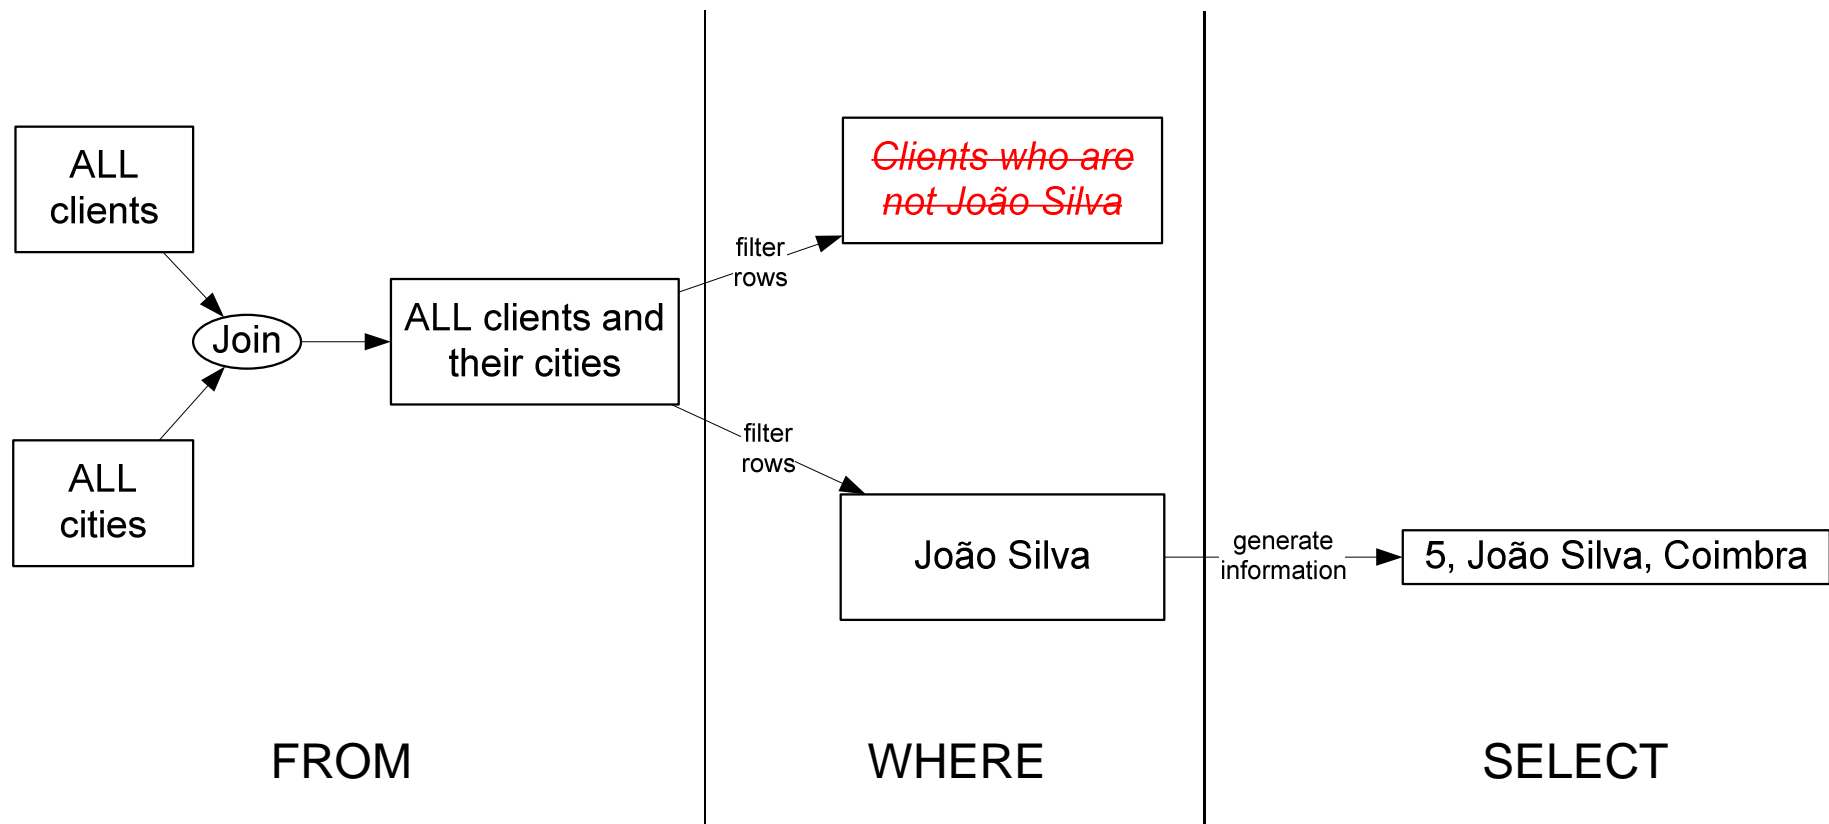 ALL
clients
Join
ALL
cities
ALL clients and
their cities
filter
rows
Clients who are
not João Silva
filter
rows
João Silva
generate
information
5, João Silva, Coimbra
FROM
WHERE
SELECT